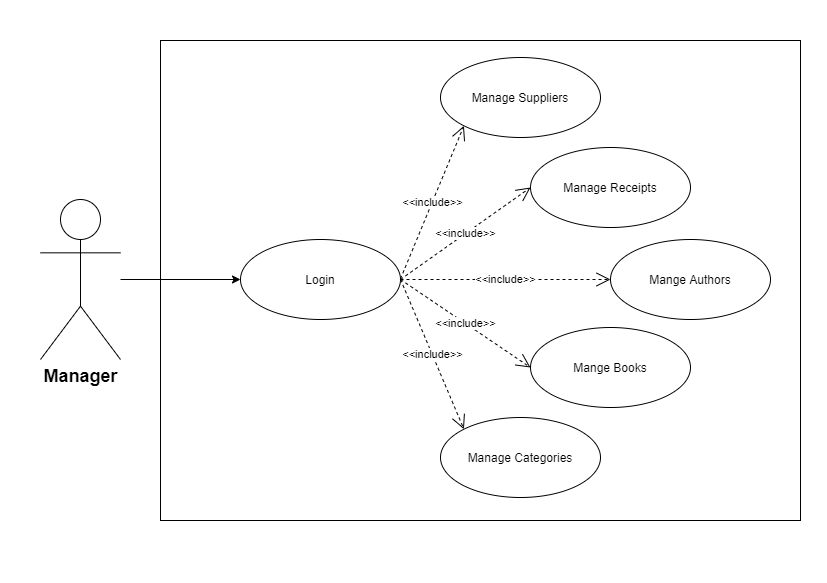 Manage Suppliers
Manage Receipts
<<include>>
<<include>>
Login
<<include>>
Mange Authors
<<include>>
<<include>>
Mange Books
Manager
Manage Categories